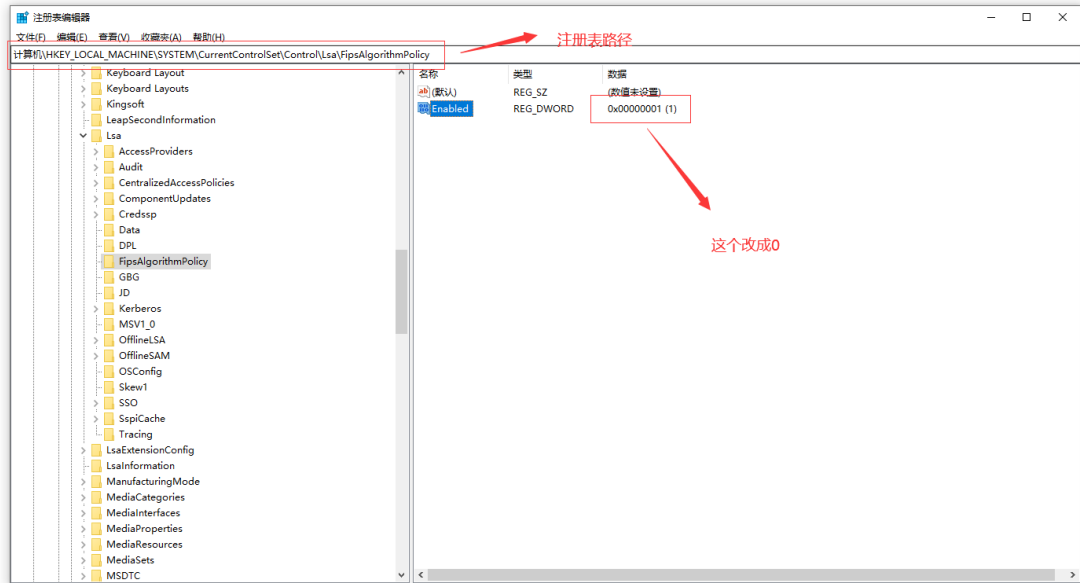 注册表编辑器
文件(F) 编辑(E) 查看(V) 收藏夹(A) 帮助(H)
注册表路径
计算机\HKEY_LOCAL_MACHINE\SYSTEM\CurrentControlSet\Control\Lsa\FipsAlgorithmPolicy
名称 类型 数据
ab (默认) REG_SZ (数值未设置)
Enabled REG_DWORD 0x00000001 (1)
这个改成0
Keyboard Layout
Keyboard Layouts
Kingsoft
LeapSecondInformation
Lsa
AccessProviders
Audit
CentralizedAccessPolicies
ComponentUpdates
Credssp
Data
DPL
FipsAlgorithmPolicy
GBG
JD
Kerberos
MSV1_0
OfflineLSA
OfflineSAM
OSConfig
Skew1
SSO
SspiCache
Tracing
LsaExtensionConfig
LsaInformation
ManufacturingMode
MediaCategories
MediaInterfaces
MediaProperties
MediaResources
MediaSets
MSDTC